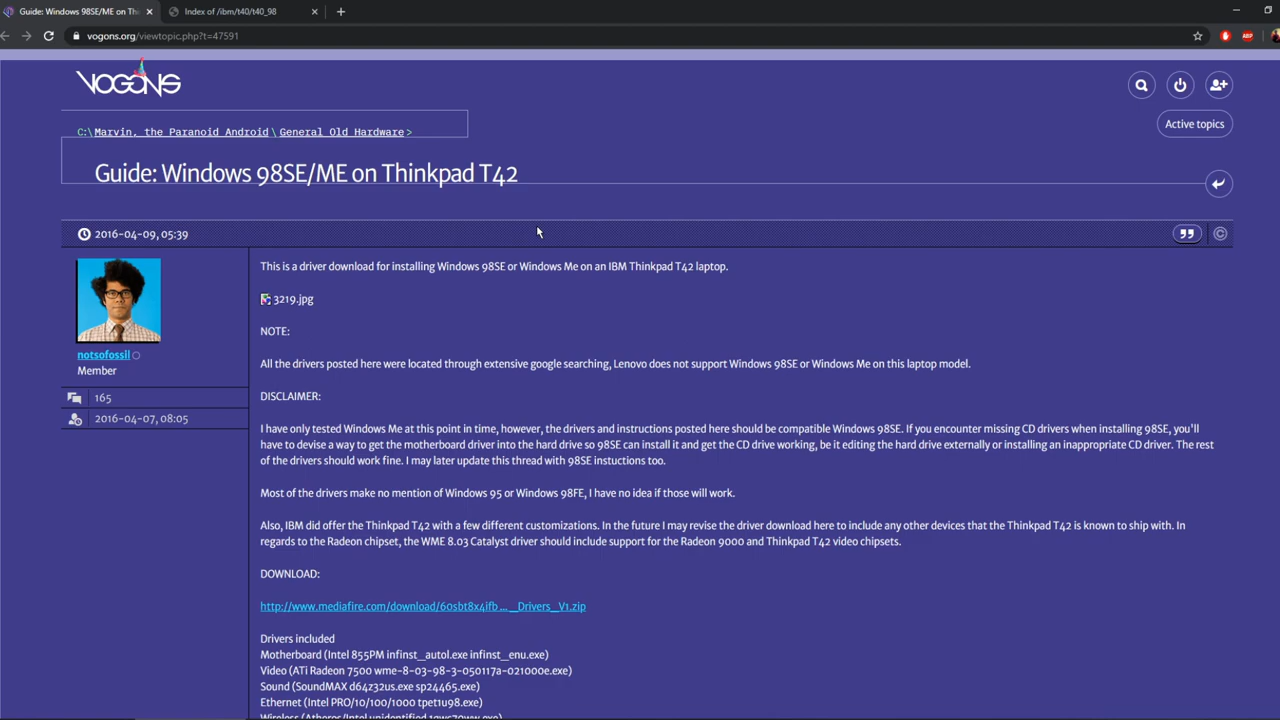 Guide: Windows 98SE/ME on Thin
Index of /ibm/t40/t40_98
vogons.org/viewtopic.php?t=47591
ABP
VOGONS
C:\Marvin, the Paranoid Android\General Old Hardware>
Active topics
Guide: Windows 98SE/ME on Thinkpad T42
2016-04-09, 05:39
This is a driver download for installing Windows 98SE or Windows Me on an IBM Thinkpad T42 laptop.
3219.jpg
NOTE:
notsofossil
Member
All the drivers posted here were located through extensive google searching, Lenovo does not support Windows 98SE or Windows Me on this laptop model.
165
2016-04-07, 08:05
DISCLAIMER:
I have only tested Windows Me at this point in time, however, the drivers and instructions posted here should be compatible Windows 98SE. If you encounter missing CD drivers when installing 98SE, you'll
have to devise a way to get the motherboard driver into the hard drive so 98SE can install it and get the CD drive working, be it editing the hard drive externally or installing an inappropriate CD driver. The rest
of the drivers should work fine. I may later update this thread with 98SE instuctions too.
Most of the drivers make no mention of Windows 95 or Windows 98FE, I have no idea if those will work.
Also, IBM did offer the Thinkpad T42 with a few different customizations. In the future I may revise the driver download here to include any other devices that the Thinkpad T42 is known to ship with. In
regards to the Radeon chipset, the WME 8.03 Catalyst driver should include support for the Radeon 9000 and Thinkpad T42 video chipsets.
DOWNLOAD:
http://www.mediafire.com/download/60sbt8x4ifb ... __Drivers__V1.zip
Drivers included
Motherboard (Intel 855PM infinst_autol.exe infinst_enu.exe)
Video (ATi Radeon 7500 wme-8-03-98-3-050117a-021000e.exe)
Sound (SoundMAX d64z32us.exe sp24465.exe)
Ethernet (Intel PRO/10/100/1000 tpet1u98.exe)
Wireless (Atheros/Intel unidentified 1gws70ww.exe)